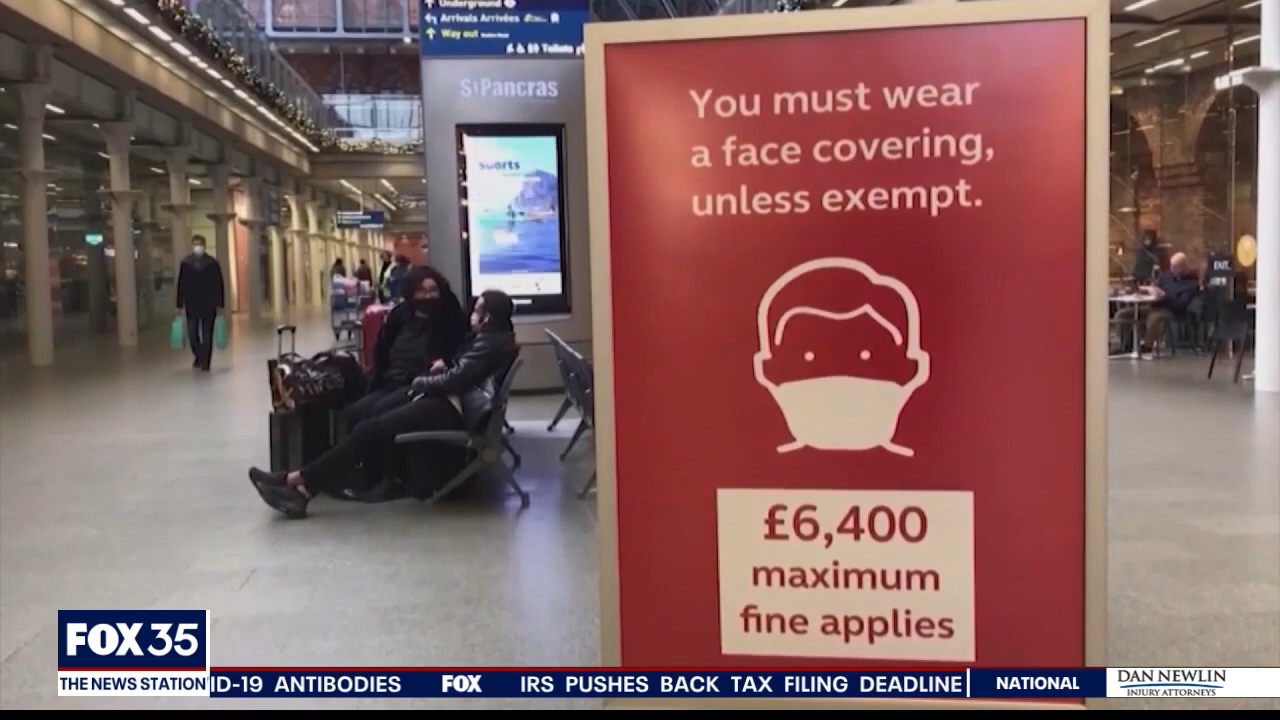 Underground
Arrivals Arrivées
Way out
Tickets
St Pancras
You must wear
a face covering,
unless exempt.
EXIT
£6,400
maximum
fine applies
FOX 35
THE NEWS STATION
ID-19 ANTIBODIES FOX IRS PUSHES BACK TAX FILING DEADLINE
NATIONAL
DAN NEWLIN
INJURY ATTORNEYS